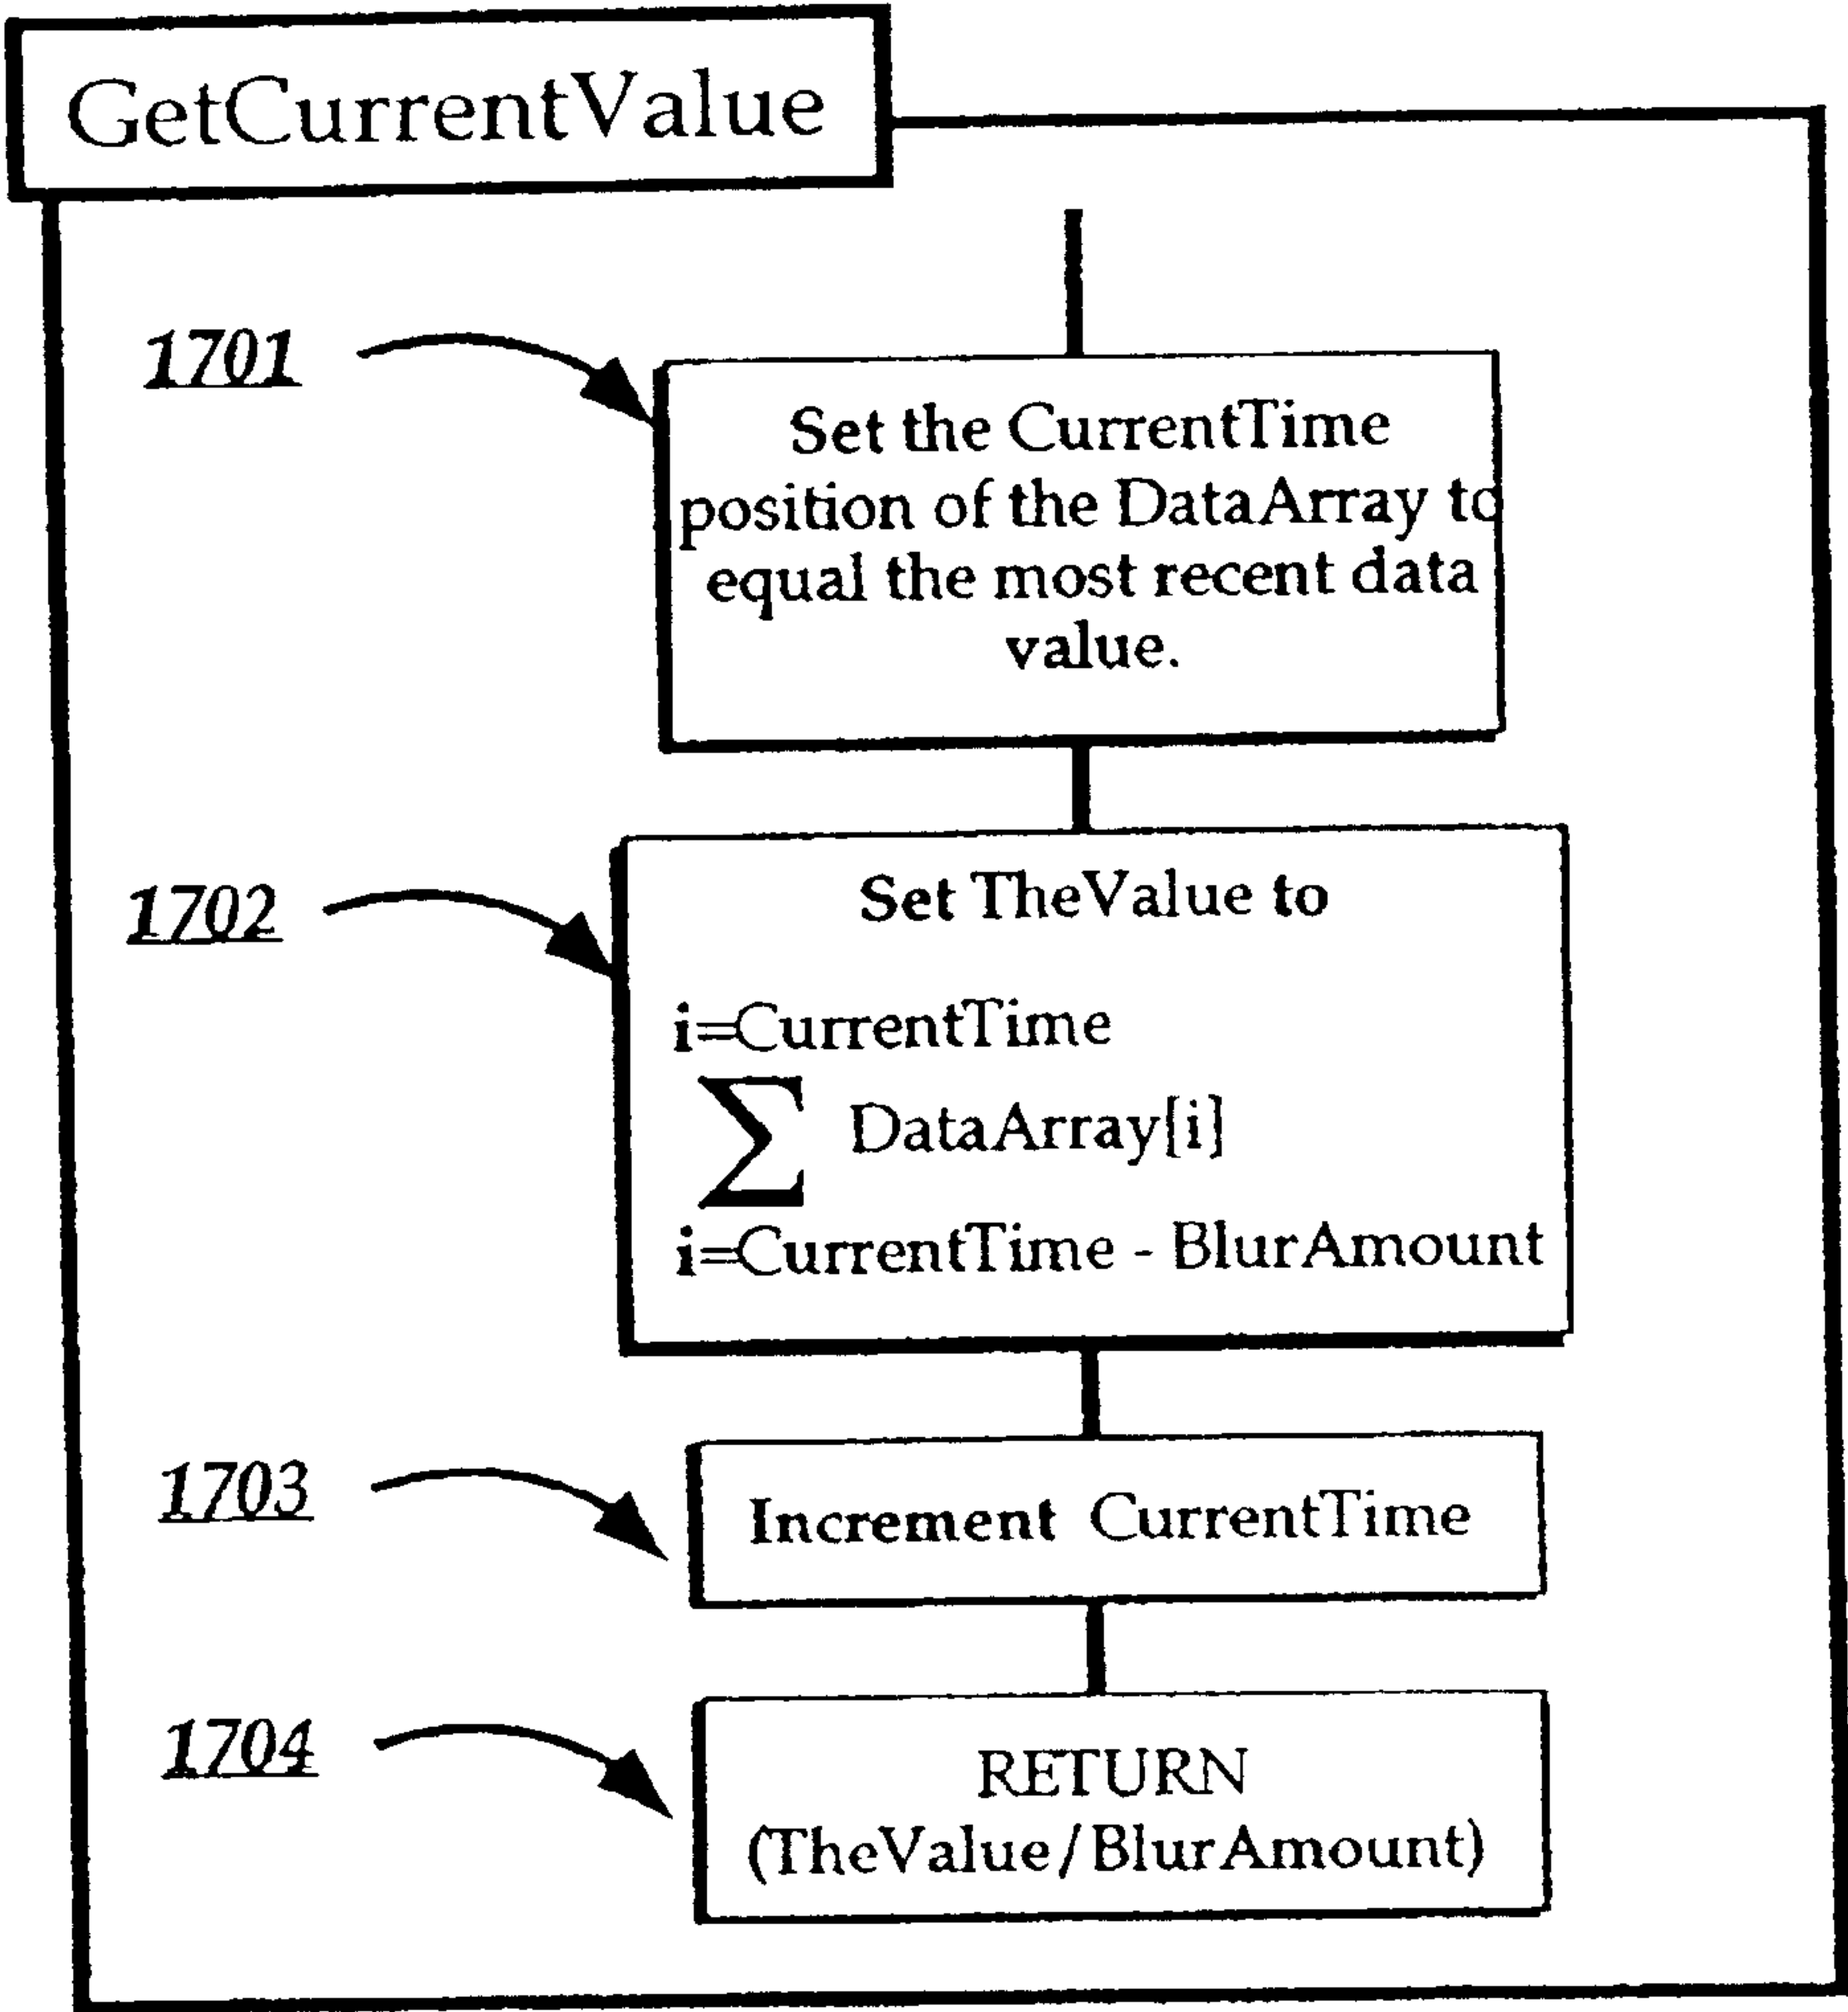 GetCurrentValue
1701
Set the CurrentTime
position of the DataArray to
equal the most recent data
value.
1702
Set TheValue to
i=CurrentTime
∑ DataArray[i]
i=CurrentTime - BlurAmount
1703
Increment CurrentTime
1704
RETURN
(TheValue/BlurAmount)